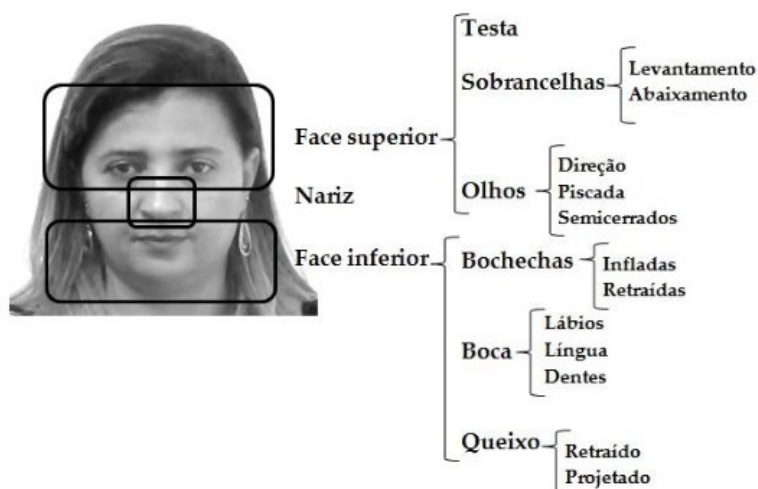 Testa
Sobrancelhas
Levantamento
Abaixamento
Face superior
Olhos
Direção
Piscada
Semicerrados
Nariz
Face inferior
Bochechas
Infladas
Retraídas
Boca
Lábios
Língua
Dentes
Queixo
Retraído
Projetado